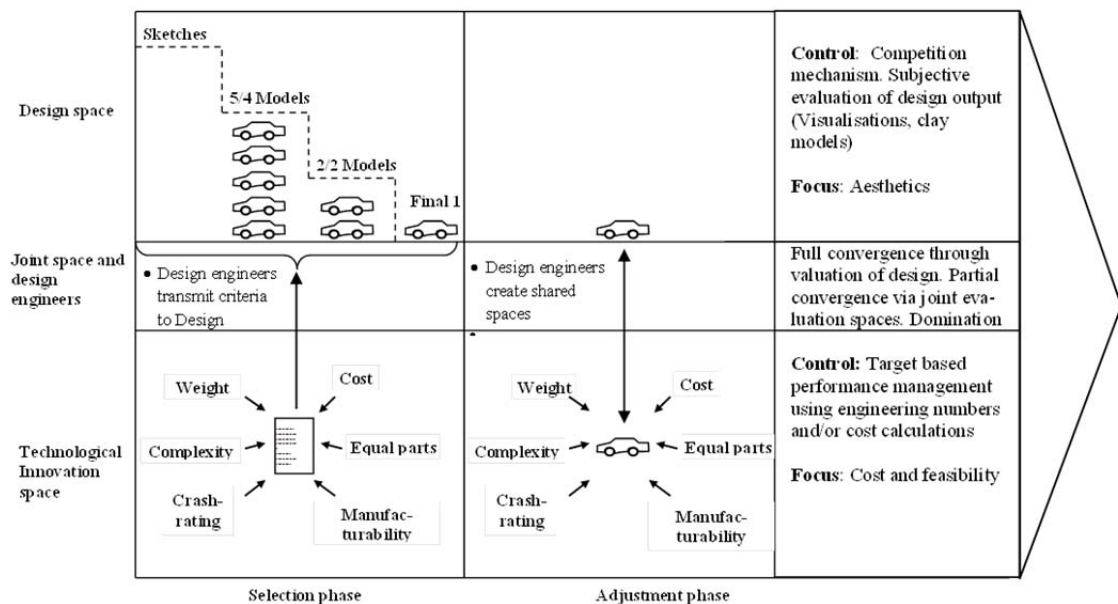 Design space
Sketches
5/4 Models
2/2 Models
Final 1
Control: Competition
mechanism. Subjective
evaluation of design output
(Visualisations, clay
models)
Focus: Aesthetics
Joint space and
design
engineers
• Design engineers
transmit criteria
to Design
• Design engineers
create shared
spaces
Full convergence through
valuation of design. Partial
convergence via joint eva-
luation spaces. Domination
Technological
Innovation
space
Weight
Cost
Complexity
Equal parts
Crash-
rating
Manufac-
turability
Weight
Cost
Complexity
Equal parts
Crash-
rating
Manufac-
turability
Control: Target based
performance management
using engineering numbers
and/or cost calculations
Focus: Cost and feasibility
Selection phase
Adjustment phase